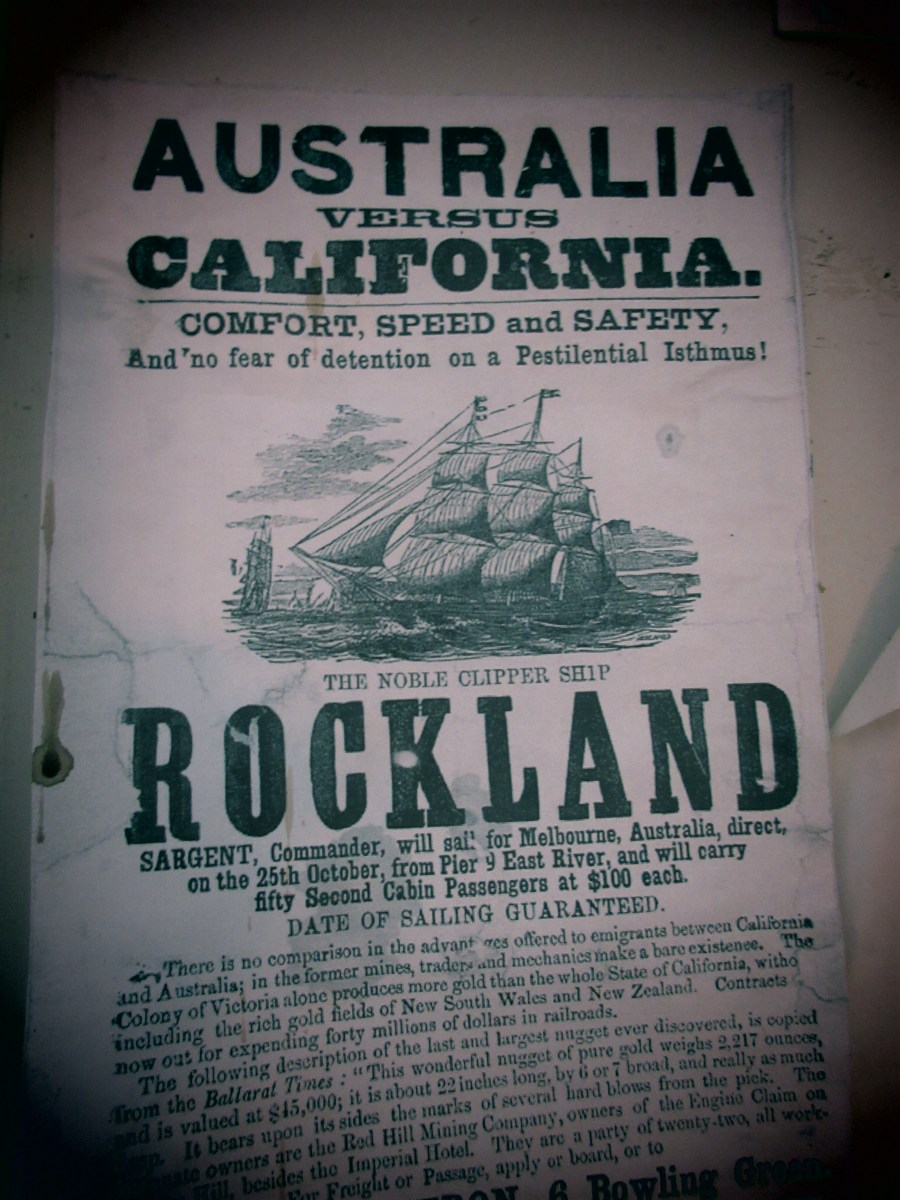 AUSTRALIA
VERSUS
CALIFORNIA.
COMFORT, SPEED and SAFETY,
And no fear of detention on a Pestilential Isthmus!
THE NOBLE CLIPPER SHIP
ROCKLAND
SARGENT, Commander, will sail for Melbourne, Australia, direct,
on the 25th October, from Pier 9 East River, and will carry
fifty Second Cabin Passengers at $100 each.
DATE OF SAILING GUARANTEED.
There is no comparison in the advant ges offered to emigrants between California
and Australia; in the former mines, traders and mechanics make a bare existence. The
Colony of Victoria alone produces more gold than the whole State of California, witho
including the rich gold fields of New South Wales and New Zealand. Contracts
now out for expending forty millions of dollars in railroads.
The following description of the last and largest nugget ever discovered, is copied
from the Ballarat Times: "This wonderful nugget of pure gold weighs 2,217 ounces,
and is valued at $45,000; it is about 22 inches long, by 6 or 7 broad, and really as much
It bears upon its sides the marks of several hard blows from the pick. The
owners are the Red Hill Mining Company, owners of the Engine Claim on
Hill, besides the Imperial Hotel. They are a party of twenty-two, all work-
For Freight or Passage, apply or board, or to
6 Bowling Green.